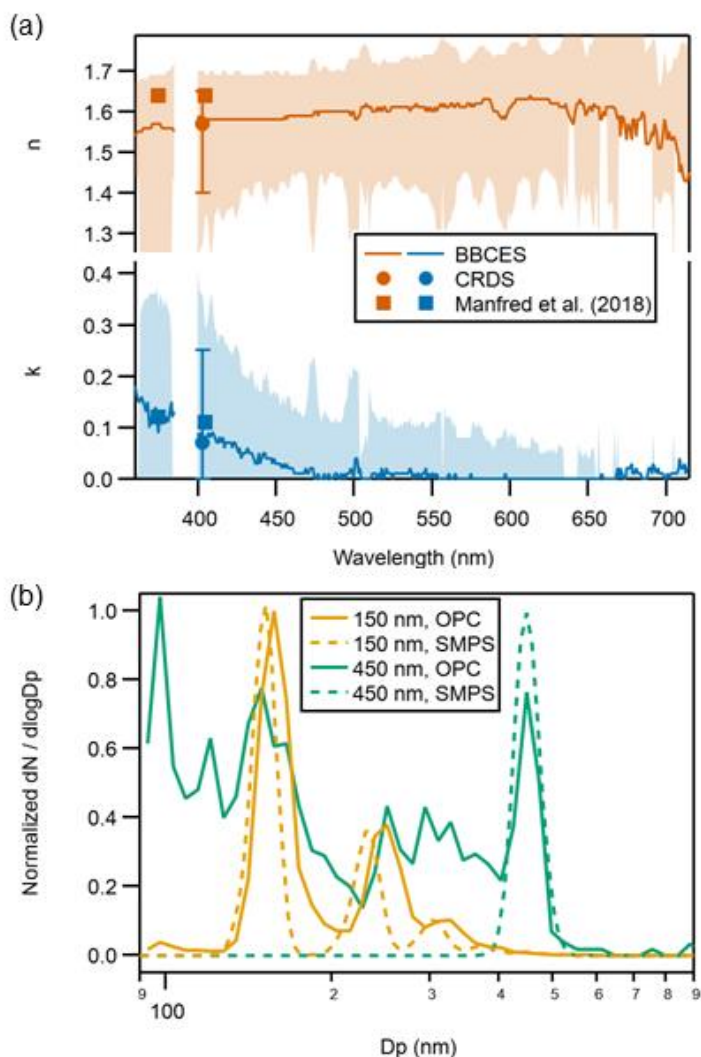 (a)
1.7
1.6
1.5
1.4
1.3
n
BBCES
CRDS
Manfred et al. (2018)
0.4
0.3
0.2
0.1
0.0
k
400 450 500 550 600 650 700
Wavelength (nm)
(b)
1.0
0.8
0.6
0.4
0.2
0.0
Normalized dN / dlogDp
150 nm, OPC
150 nm, SMPS
450 nm, OPC
450 nm, SMPS
9 2 3 4 5 6 7 8 9
100
Dp (nm)